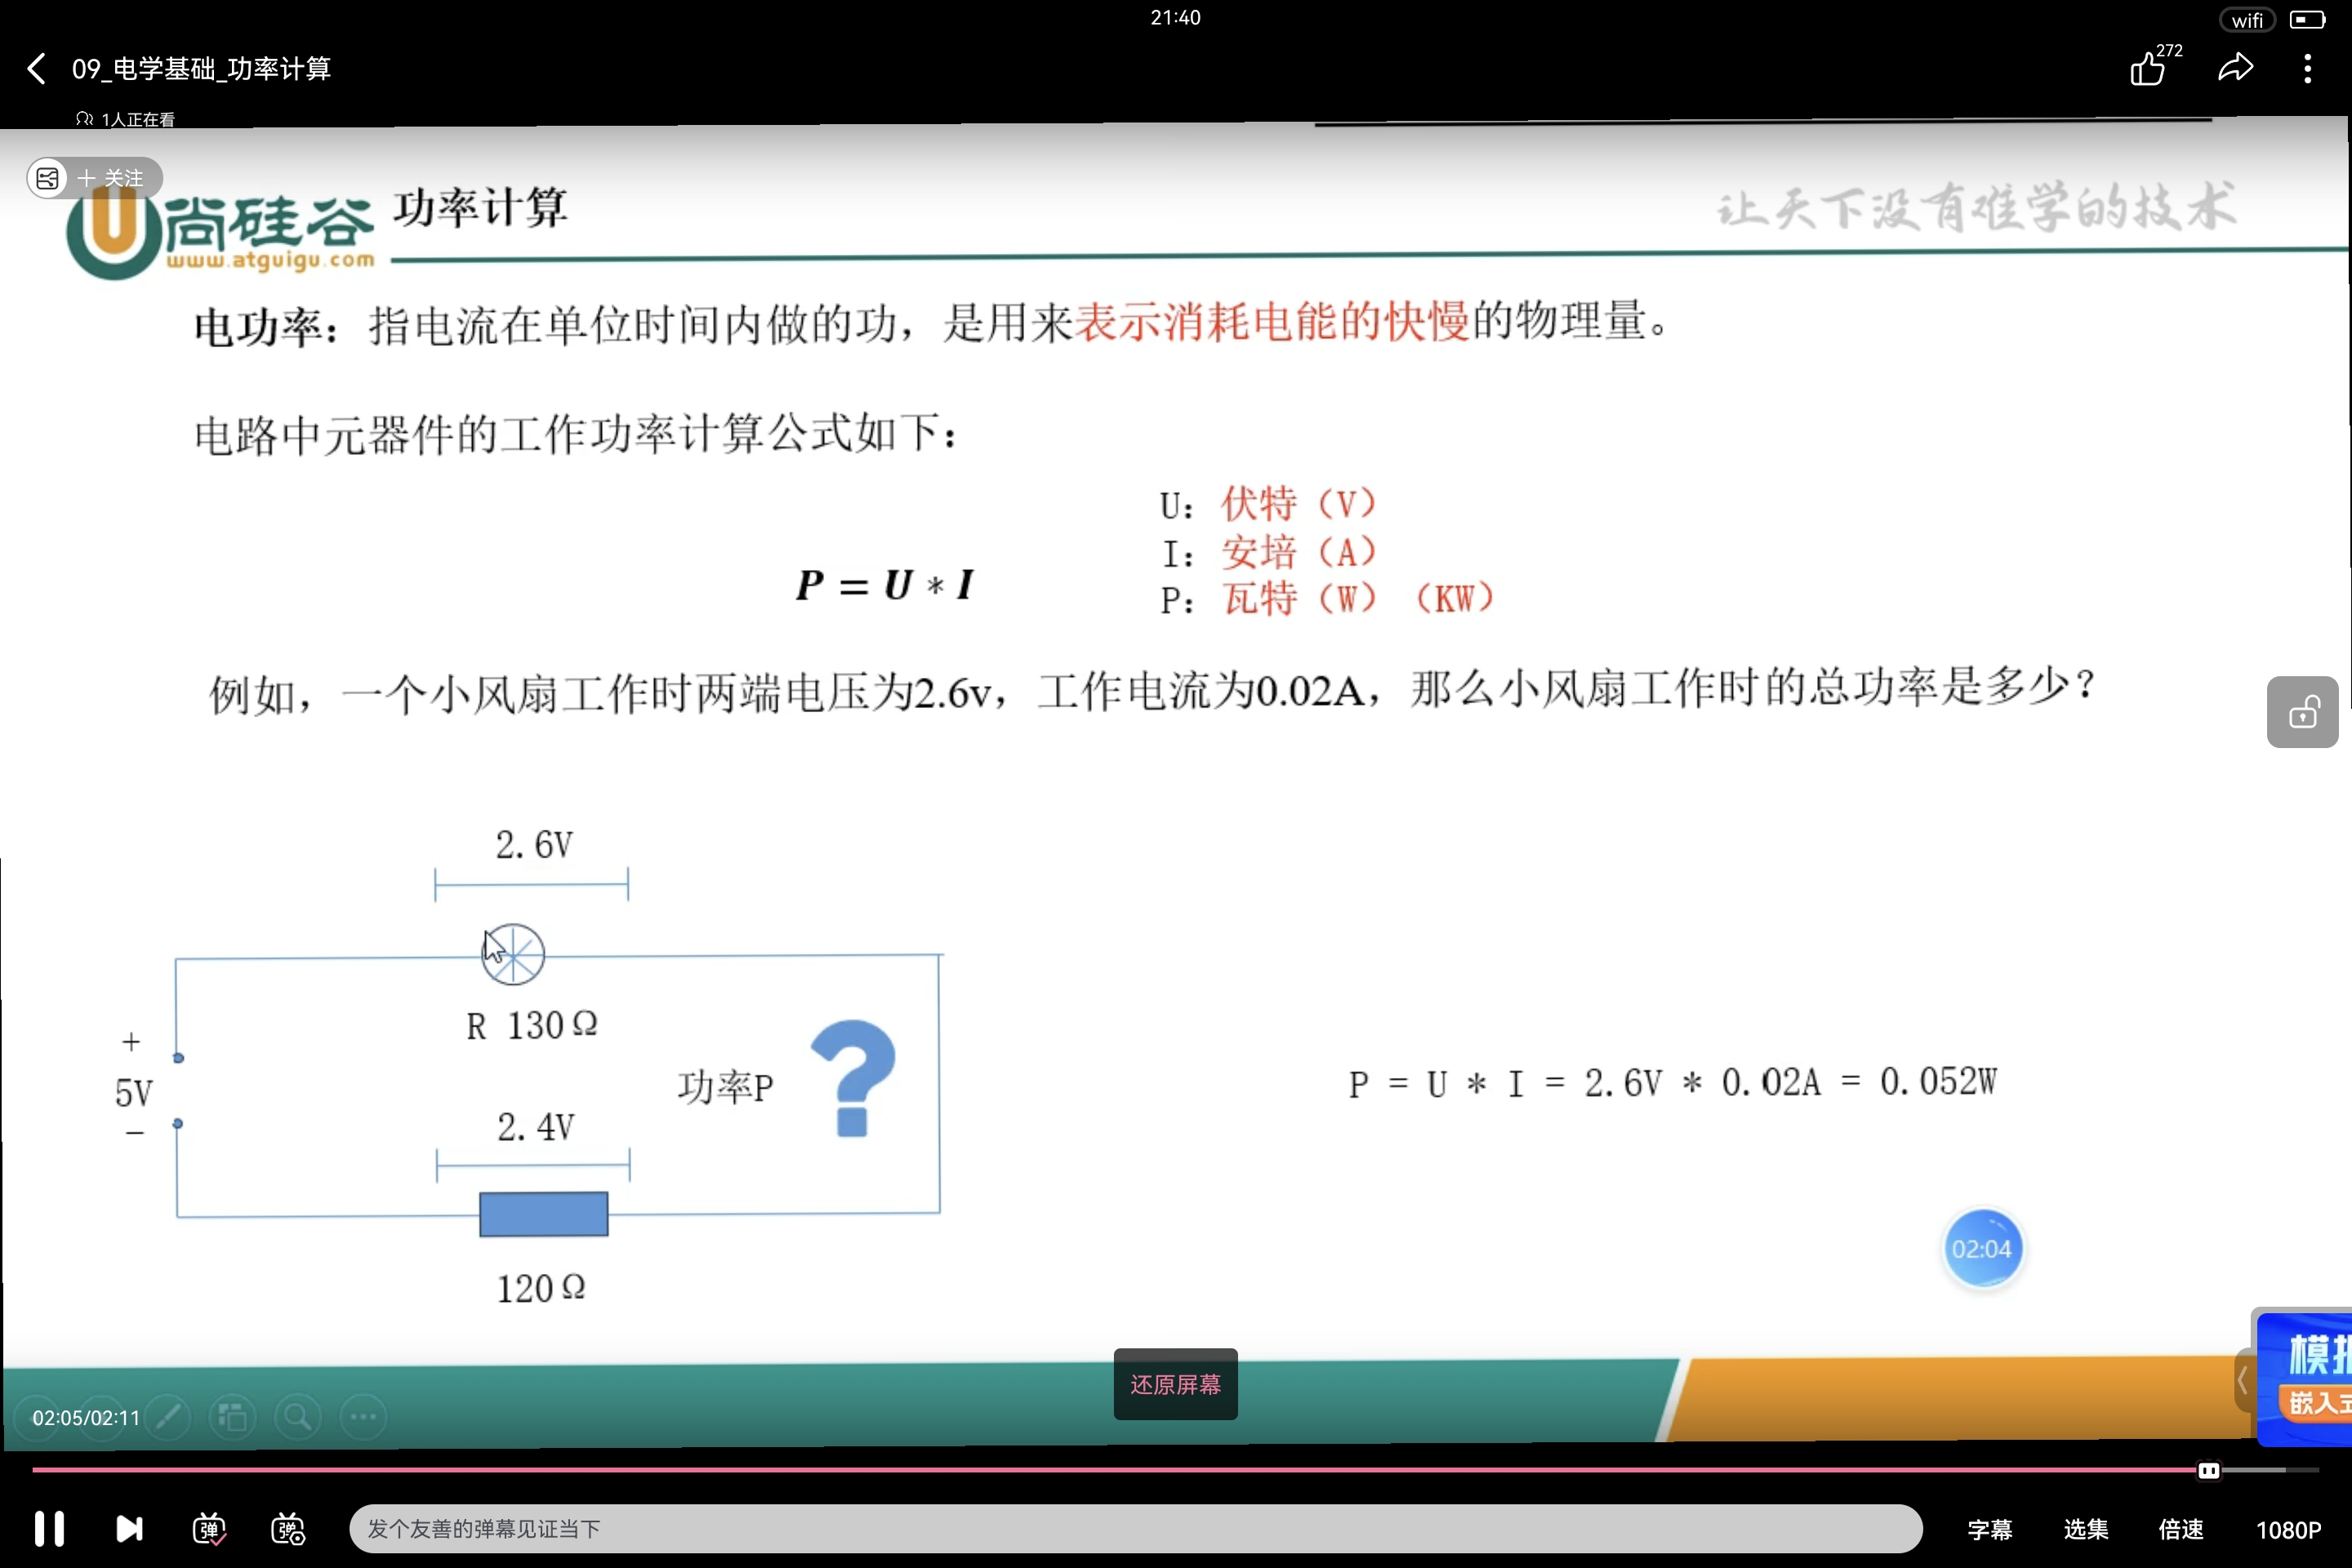 21:40
wifi
09_电学基础_功率计算
272
1人正在看
关注
尚硅谷
www.atguigu.com
功率计算
让天下没有难学的技术
电功率：指电流在单位时间内做的功，是用来表示消耗电能的快慢的物理量。
电路中元器件的工作功率计算公式如下：
P = U * I
U：伏特（V）
I：安培（A）
P：瓦特（W）（KW）
例如，一个小风扇工作时两端电压为2.6v，工作电流为0.02A，那么小风扇工作时的总功率是多少？
2.6V
R 130Ω
+
5V
−
功率P
?
2.4V
120Ω
P = U * I = 2.6V * 0.02A = 0.052W
02:04
还原屏幕
嵌入
02:05/02:11
弹
弹
发个友善的弹幕见证当下
字幕
选集
倍速
1080P